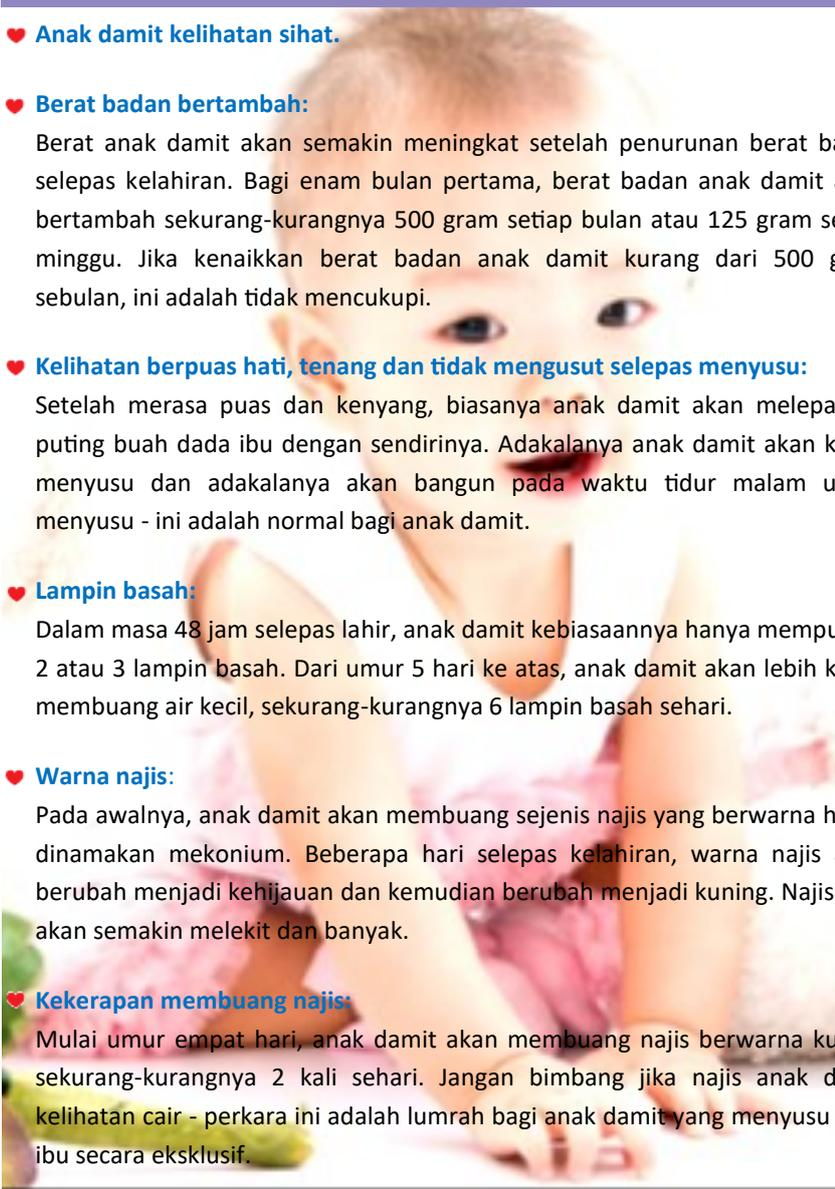 Anak damit kelihatan sihat.
Berat badan bertambah:
Berat anak damit akan semakin meningkat setelah penurunan berat
selepas kelahiran. Bagi enam bulan pertama, berat badan anak damit
bertambah sekurang-kurangnya 500 gram setiap bulan atau 125 gram
minggu. Jika kenaikkan berat badan anak damit kurang dari 500
sebulan, ini adalah tidak mencukupi.
Kelihatan berpuas hati, tenang dan tidak mengusut selepas menyusu:
Setelah merasa puas dan kenyang, biasanya anak damit akan
puting buah dada ibu dengan sendirinya. Adakalanya anak damit akan
menyusu dan adakalanya akan bangun pada waktu tidur malam
menyusu - ini adalah normal bagi anak damit.
Lampin basah:
Dalam masa 48 jam selepas lahir, anak damit kebiasaannya hanya
2 atau 3 lampin basah. Dari umur 5 hari ke atas, anak damit akan lebih
membuang air kecil, sekurang-kurangnya 6 lampin basah sehari.
Warna najis:
Pada awalnya, anak damit akan membuang sejenis najis yang berwarna
dinamakan mekonium. Beberapa hari selepas kelahiran, warna najis
berubah menjadi kehijauan dan kemudian berubah menjadi kuning. Najis
akan semakin melekit dan banyak.
Kekerapan membuang najis:
Mulai umur empat hari, anak damit akan membuang najis berwarna
sekurang-kurangnya 2 kali sehari. Jangan bimbang jika najis anak
kelihatan cair - perkara ini adalah lumrah bagi anak damit yang menyusu
ibu secara eksklusif.